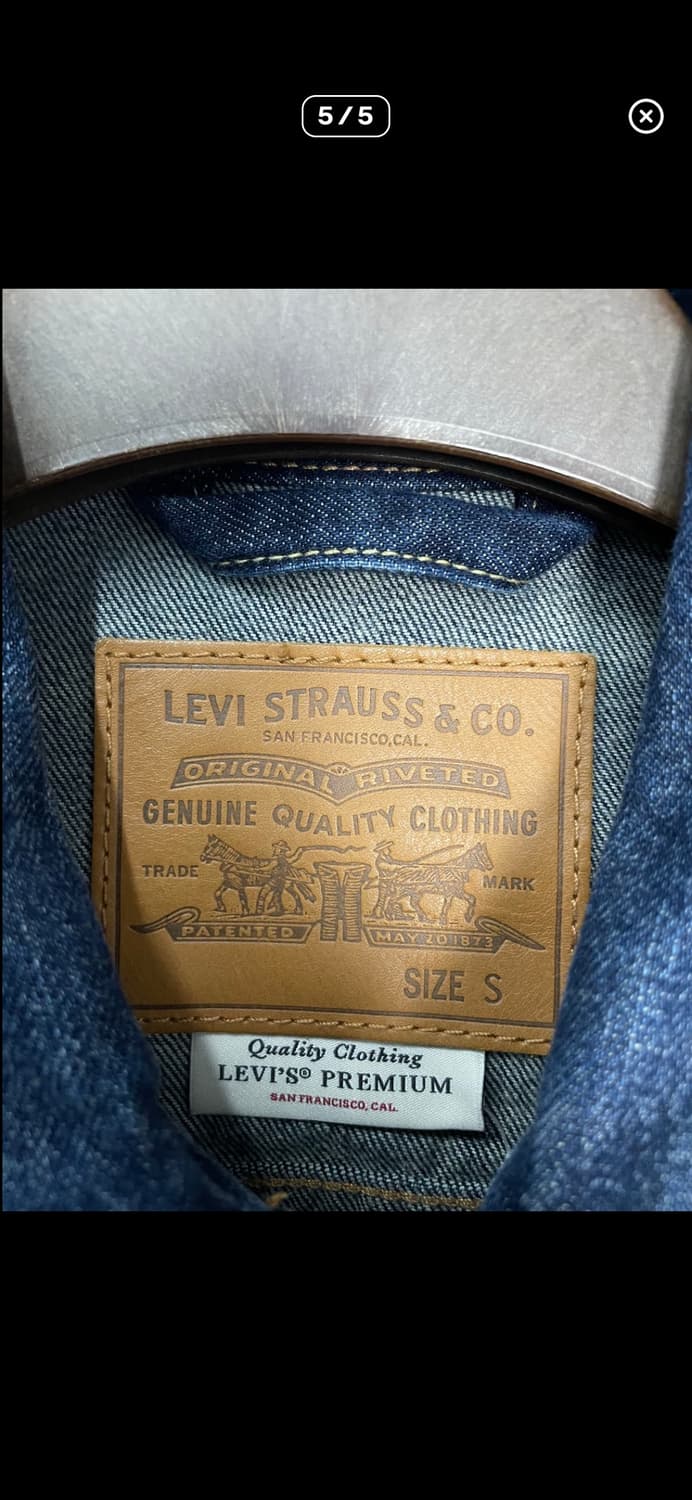 5/5
LEVI STRAUSS & CO.
SAN FRANCISCO,CAL.
ORIGINAL RIVETED
GENUINE QUALITY CLOTHING
TRADE MARK
PATENTED MAY 20 1873
SIZE S
Quality Clothing
LEVI'S® PREMIUM
SAN FRANCISCO, CAL.